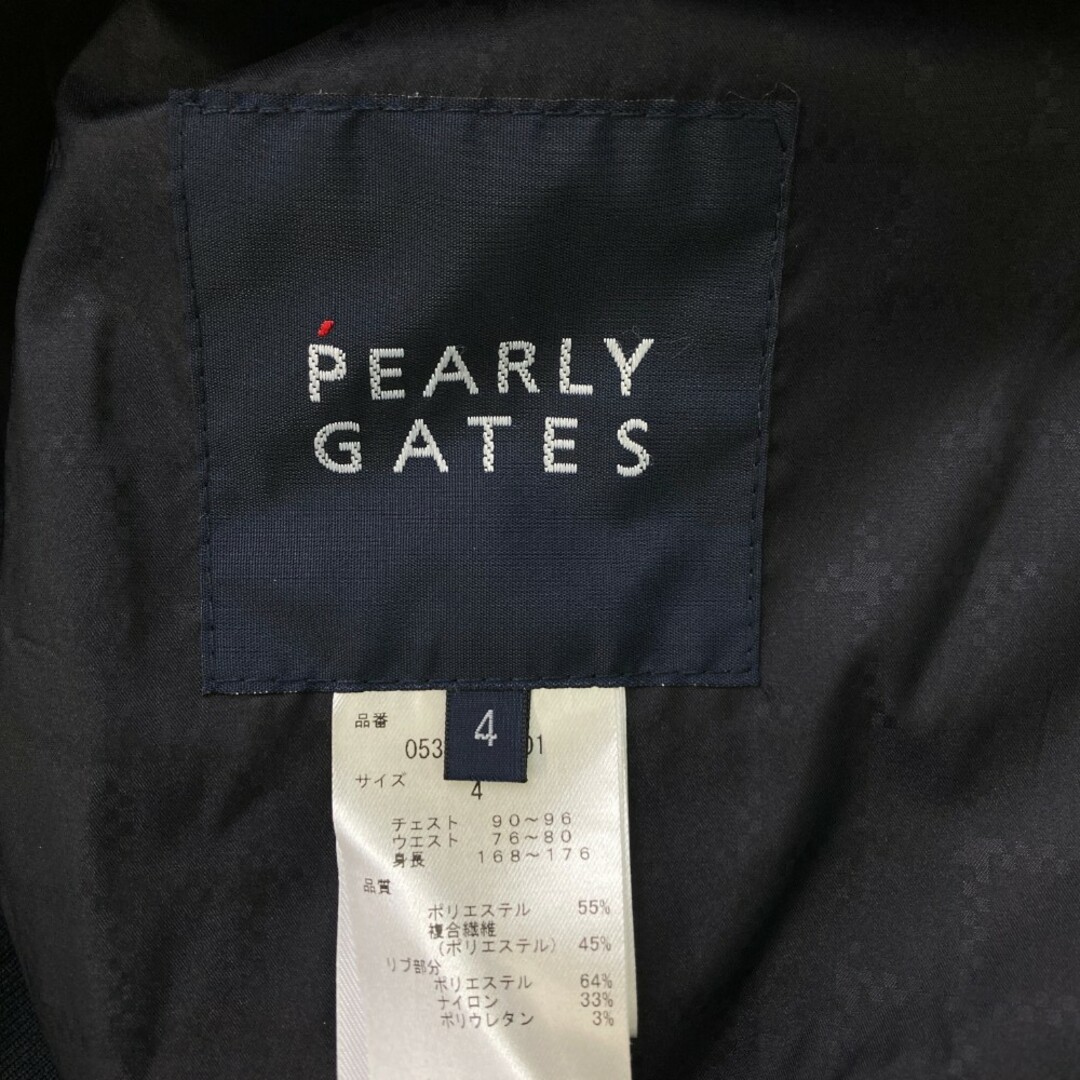 PEARLY
GATES
4
品番
053 01
サイズ
4
チェスト 90～96
ウエスト 76～80
身長 168～176
品質
ポリエステル 55%
複合繊維
(ポリエステル) 45%
リブ部分
ポリエステル 64%
ナイロン 33%
ポリウレタン 3%